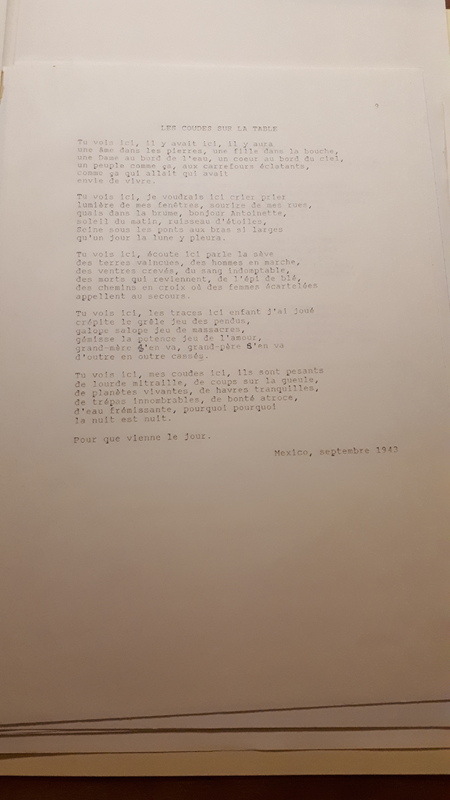 9
LES COUDES SUR LA TABLE
Tu vois ici, il y avait ici, il y aura
une âme dans les pierres, une fille dans la bouche,
une Dame au bord de l'eau, un coeur au bord du ciel,
un peuple comme ça, aux carrefours éclatants,
comme ça qui allait qui avait
envie de vivre.
Tu vois ici, je voudrais ici crier prier
lumière de mes fenêtres, sourire de mes rues,
quais dans la brume, bonjour Antoinette,
soleil du matin, ruisseau d'étoiles,
Seine sous les ponts aux bras si larges
qu'un jour la lune y pleura.
Tu vois ici, écoute ici parle la sève
des terres vaincues, des hommes en marche,
des ventres crevés, du sang indomptable,
des morts qui reviennent, de l'épi de blé,
des chemins en croix où des femmes écartelées
appellent au secours.
Tu vois ici, les traces ici enfant j'ai joué
crépite le grêle jeu des pendus,
galope salope jeu de massacres,
gémisse la potence jeu de l'amour,
grand-mère s'en va, grand-père s'en va
d'outre en outre cassés.
Tu vois ici, mes coudes ici, ils sont pesants
de lourde mitraille, de coups sur la gueule,
de planètes vivantes, de havres tranquilles,
de trépas innombrables, de bonté atroce,
d'eau frémissante, pourquoi pourquoi
la nuit est nuit.
Pour que vienne le jour.
Mexico, septembre 1943